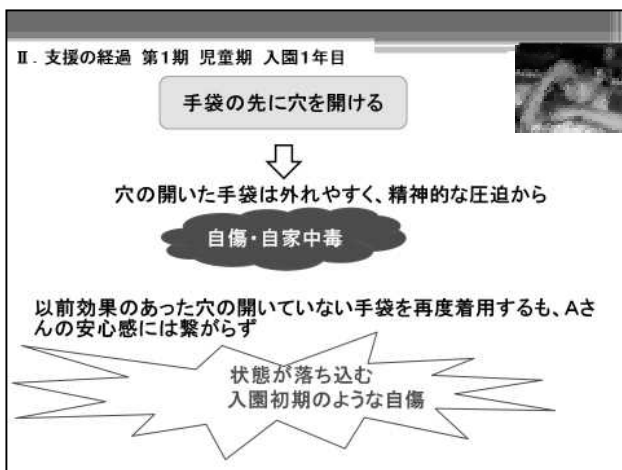 Ⅱ．支援の経過 第1期 児童期 入園1年目
手袋の先に穴を開ける
穴の開いた手袋は外れやすく、精神的な圧迫から
自傷・自家中毒
以前効果のあった穴の開いていない手袋を再度着用するも、Aさ
んの安心感には繋がらず
状態が落ち込む
入園初期のような自傷